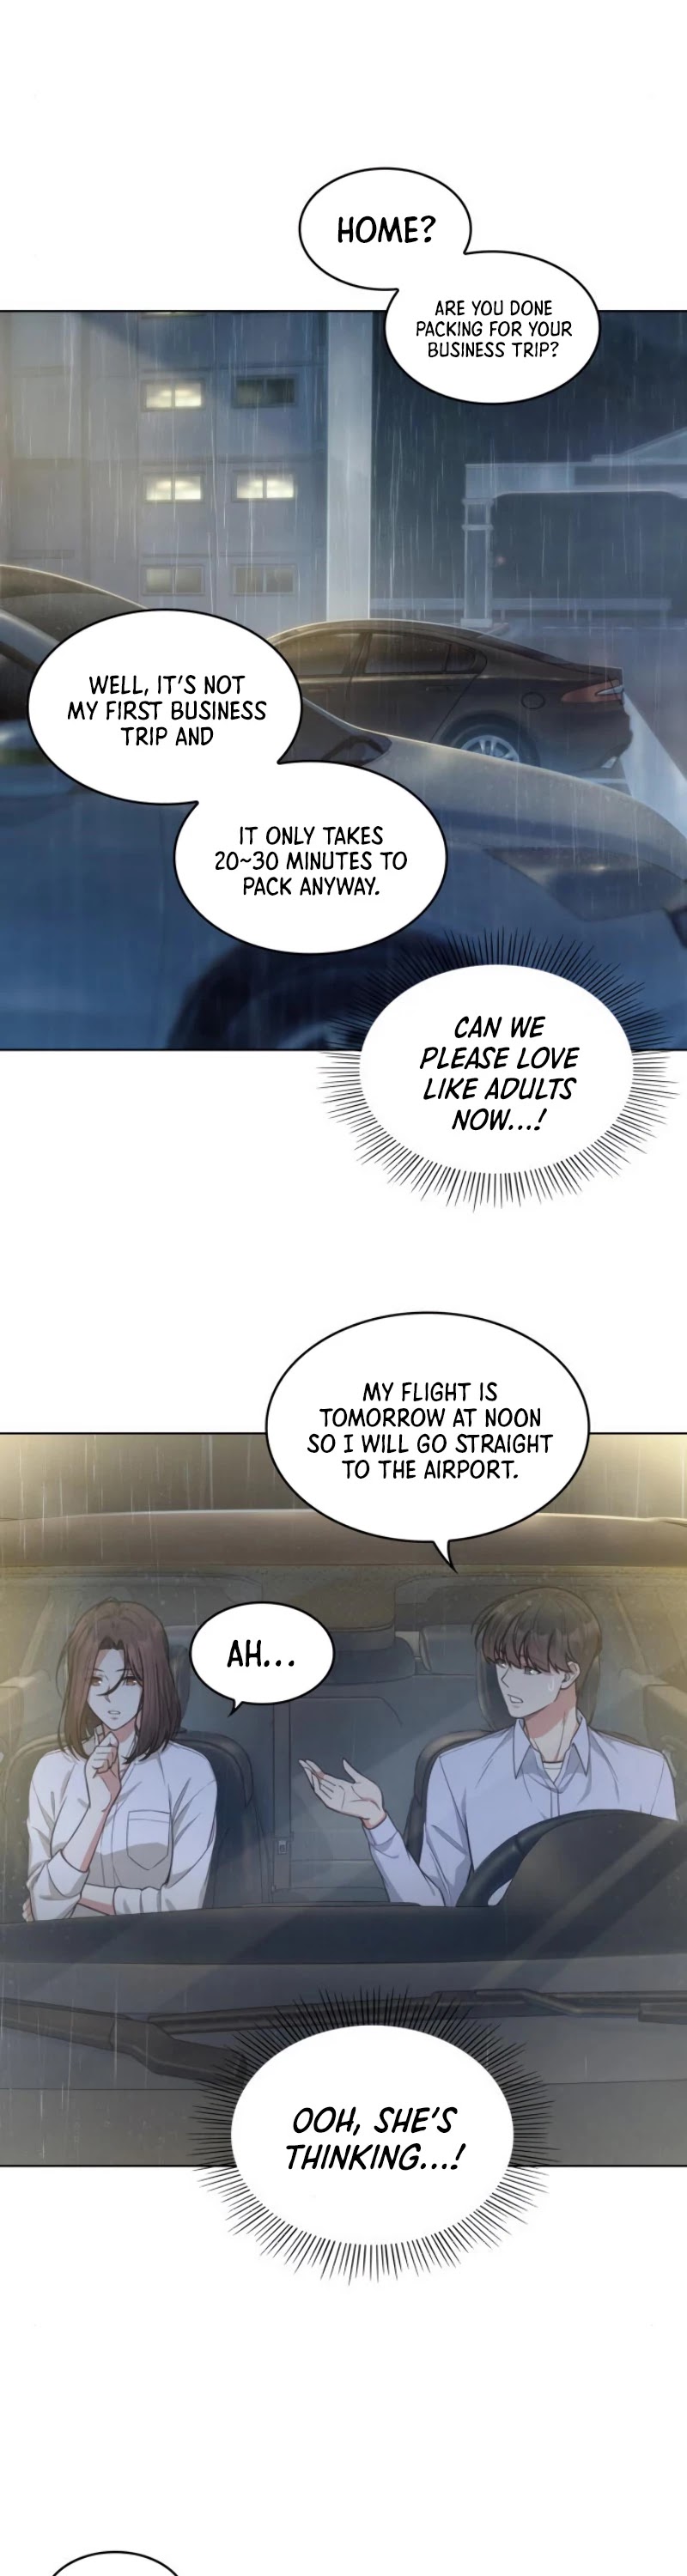 HOME?
ARE YOU DONE
PACKING FOR YOUR
BUSINESS TRIP?
WELL, IT'S NOT
MY FIRST BUSINESS
TRIP AND
IT ONLY TAKES
20~30 MINUTES TO
PACK ANYWAY.
CAN WE
PLEASE LOVE
LIKE ADULTS
NOW...!
MY FLIGHT IS
TOMORROW AT NOON
SO I WILL GO STRAIGHT
TO THE AIRPORT.
AH...
OOH, SHE'S
THINKING...!